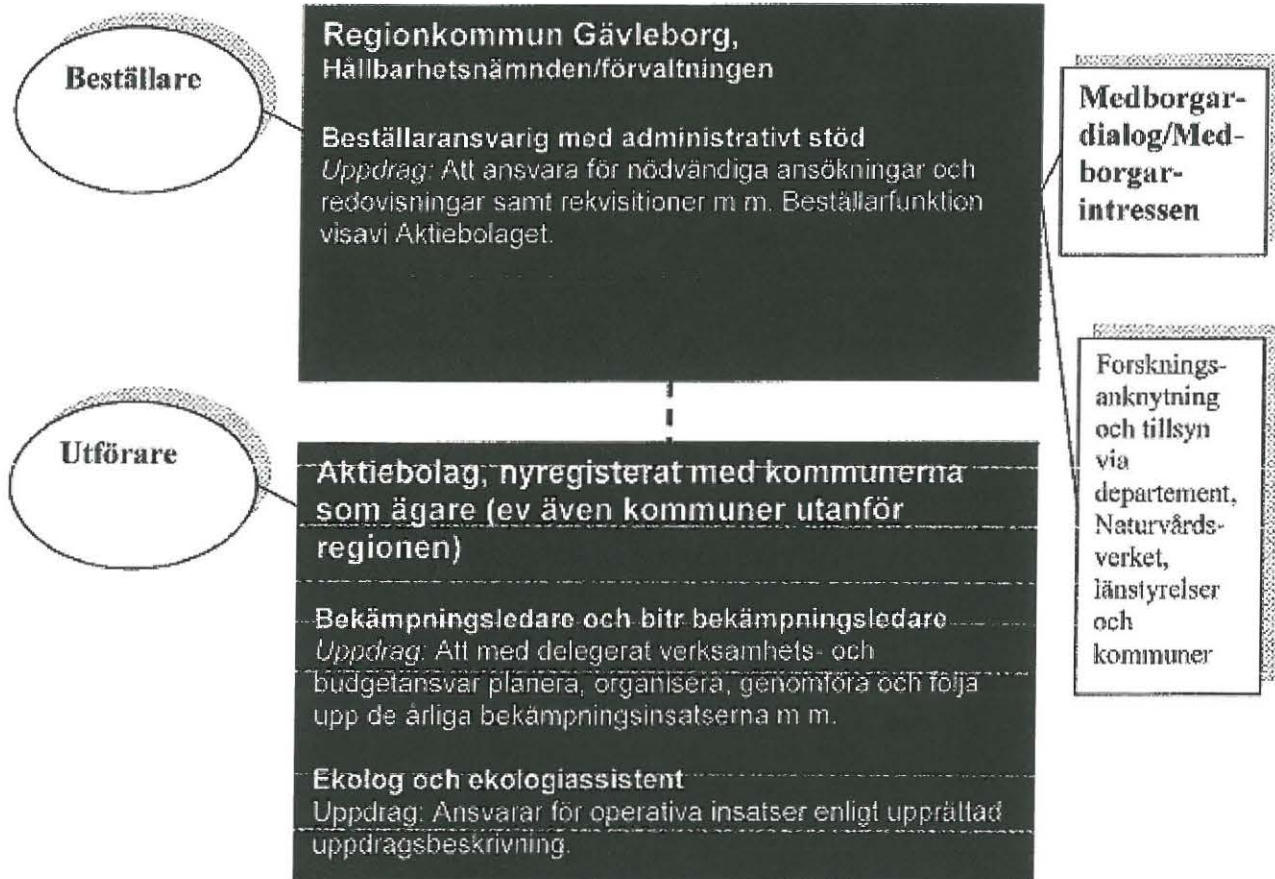 Beställare
Regionkommun Gävleborg,
Hållbarhetsnämnden/förvaltningen
Beställaransvarig med administrativt stöd
Uppdrag: Att ansvara för nödvändiga ansökningar och
redovisningar samt rekvisitioner m m. Beställarfunktion
visavi Aktiebolaget.
Medborgar-
dialog/Med-
borgar-
intressen
Forsknings-
anknytning
och tillsyn
via
departement,
Naturvårds-
verket,
länstyrelser
och
kommuner
Utförare
Aktiebolag, nyregisterat med kommunerna
som ägare (ev även kommuner utanför
regionen)
Bekämpningsledare och bitr bekämpningsledare
Uppdrag: Att med delegerat verksamhets- och
budgetansvar planera, organisera, genomföra och följa
upp de årliga bekämpningsinsatserna m m.
Ekolog och ekologiassistent
Uppdrag: Ansvarar för operativa insatser enligt upprättad
uppdragsbeskrivning.